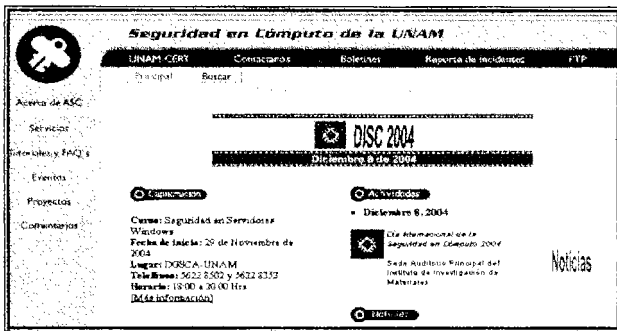 Seguridad en Cómputo de la UNAM
UNAM-CERT Contáctanos Boletines Reporte de Incidentes FTP
Principal Buscar
Acerca de ASC
Servicios
Tutoriales y FAQ's
Eventos
Proyectos
Comentarios
DISC 2004
Diciembre 8 de 2004
Capacitación
Curso: Seguridad en Servidores
Windows
Fecha de inicio: 29 de Noviembre de
2004
Lugar: DGSCA-UNAM
Teléfonos: 5622 8502 y 5622 8353
Horario: 18:00 a 20:00 Hrs
[Más información]
Actividades
Diciembre 8, 2004
Día Internacional de la
Seguridad en Cómputo 2004
Sede Auditorio Principal del
Instituto de Investigación de
Materiales
Noticias
Noticias